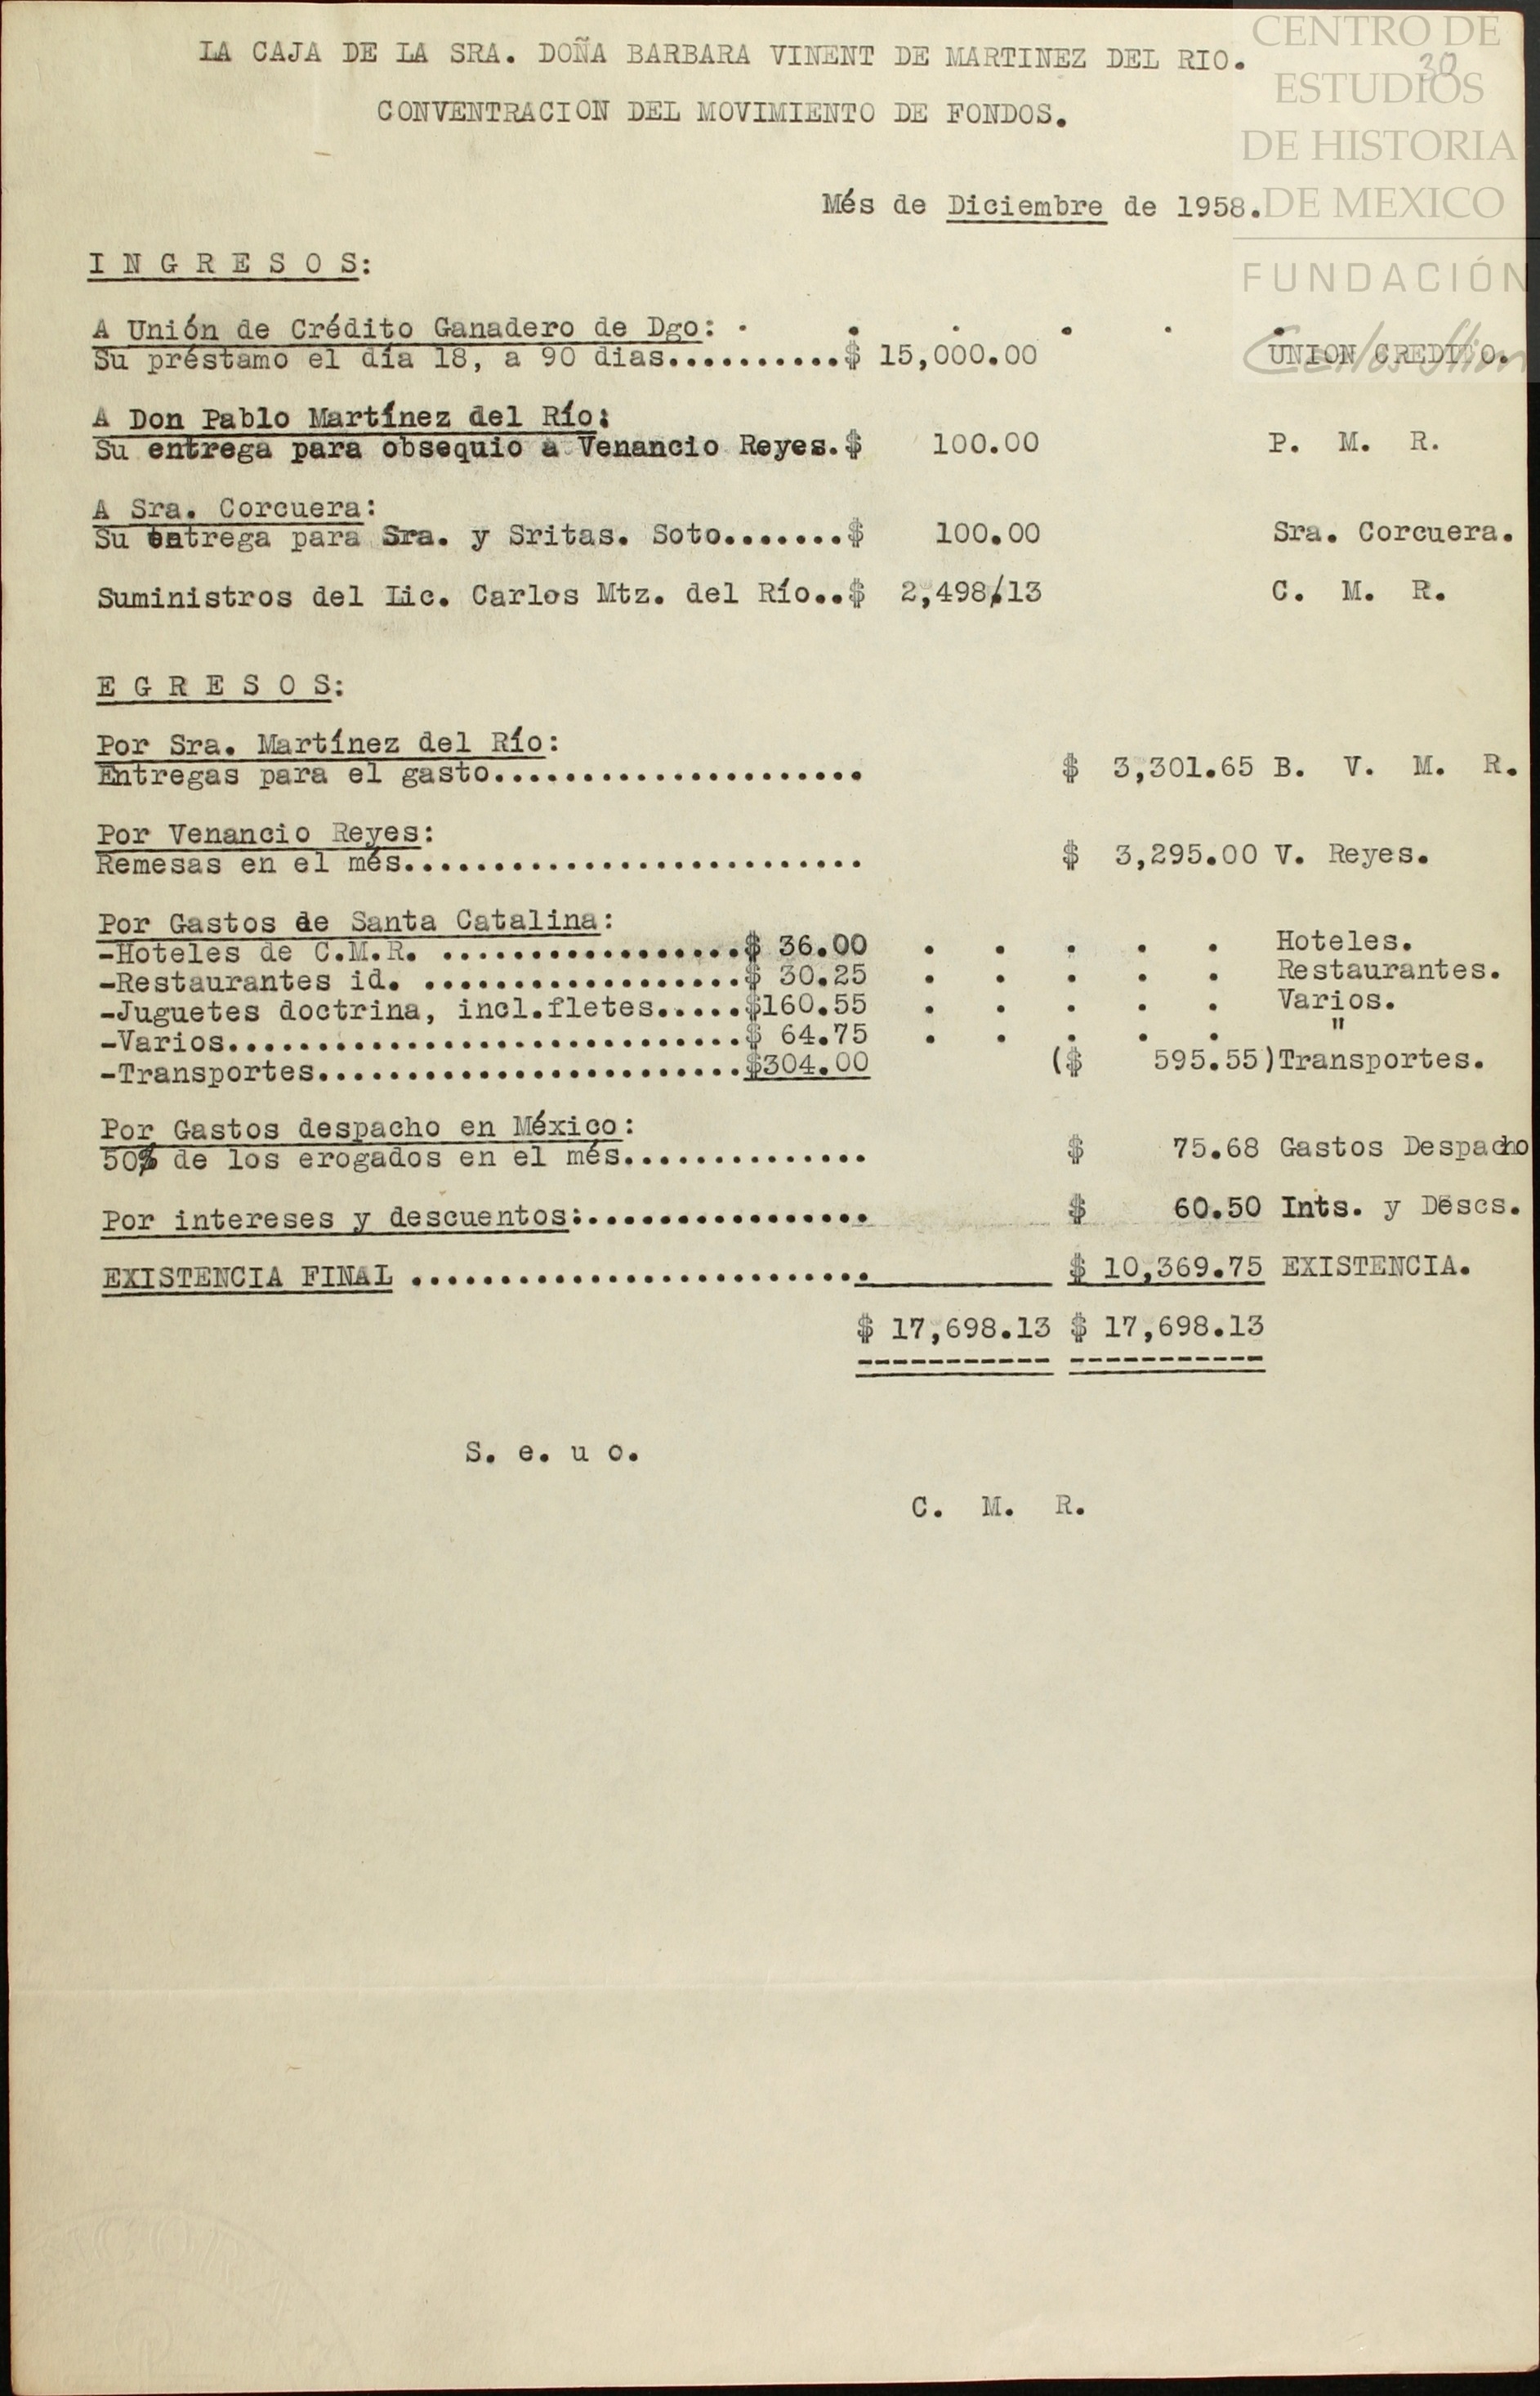 LA CAJA DE LA SRA. DOÑA BARBARA VINENT DE MARTINEZ DEL RIO.
CONVENTRACION DEL MOVIMIENTO DE FONDOS.
CENTRO DE
30
ESTUDIOS
DE HISTORIA
DE MEXICO
FUNDACIÓN
Carlos Slim
Més de Diciembre de 1958.
I N G R E S O S:
A Unión de Crédito Ganadero de Dgo: . . . . . .
Su préstamo el día 18, a 90 dias..........$ 15,000.00 UNION CREDITO.
A Don Pablo Martínez del Río:
Su entrega para obsequio a Venancio Reyes.$ 100.00 P. M. R.
A Sra. Corcuera:
Su entrega para Sra. y Sritas. Soto.......$ 100.00 Sra. Corcuera.
Suministros del Lic. Carlos Mtz. del Río..$ 2,498.13 C. M. R.
E G R E S O S:
Por Sra. Martínez del Río:
Entregas para el gasto..................... $ 3,301.65 B. V. M. R.
Por Venancio Reyes:
Remesas en el més.......................... $ 3,295.00 V. Reyes.
Por Gastos de Santa Catalina:
-Hoteles de C.M.R. .................$ 36.00 . . . . . Hoteles.
-Restaurantes id. ..................$ 30.25 . . . . . Restaurantes.
-Juguetes doctrina, incl.fletes.....$160.55 . . . . . Varios.
-Varios.............................$ 64.75 . . . . . "
-Transportes........................$304.00 ($ 595.55)Transportes.
Por Gastos despacho en México:
50% de los erogados en el més.............. $ 75.68 Gastos Despacho
Por intereses y descuentos:................ $ 60.50 Ints. y Descs.
EXISTENCIA FINAL .......................... $ 10,369.75 EXISTENCIA.
$ 17,698.13 $ 17,698.13
S. e. u o.
C. M. R.